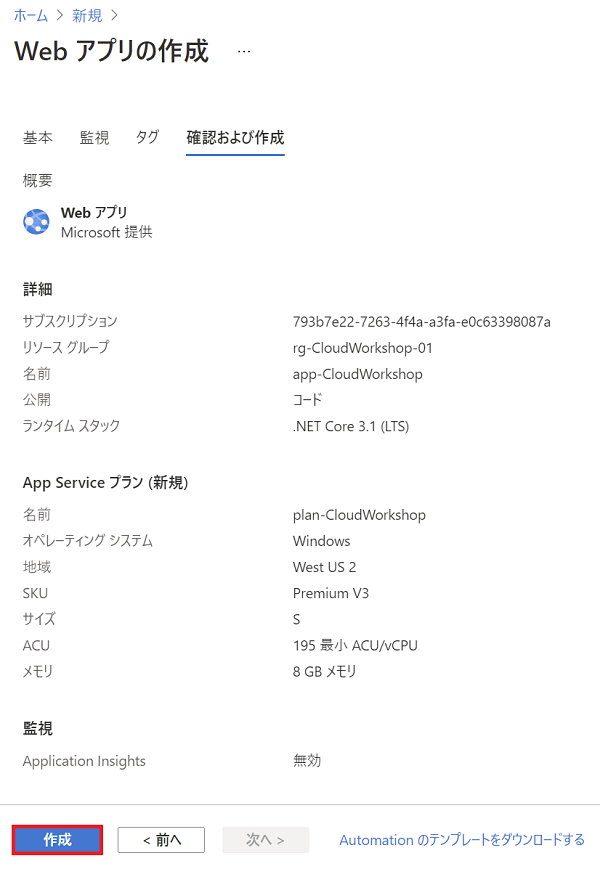 ホーム > 新規 >
Web アプリの作成 ...
基本 監視 タグ 確認および作成
概要
Web アプリ
Microsoft 提供
詳細
サブスクリプション 793b7e22-7263-4f4a-a3fa-e0c63398087a
リソース グループ rg-CloudWorkshop-01
名前 app-CloudWorkshop
公開 コード
ランタイム スタック .NET Core 3.1 (LTS)
App Service プラン (新規)
名前 plan-CloudWorkshop
オペレーティング システム Windows
地域 West US 2
SKU Premium V3
サイズ S
ACU 195 最小 ACU/vCPU
メモリ 8 GB メモリ
監視
Application Insights 無効
作成 < 前へ 次へ > Automation のテンプレートをダウンロードする